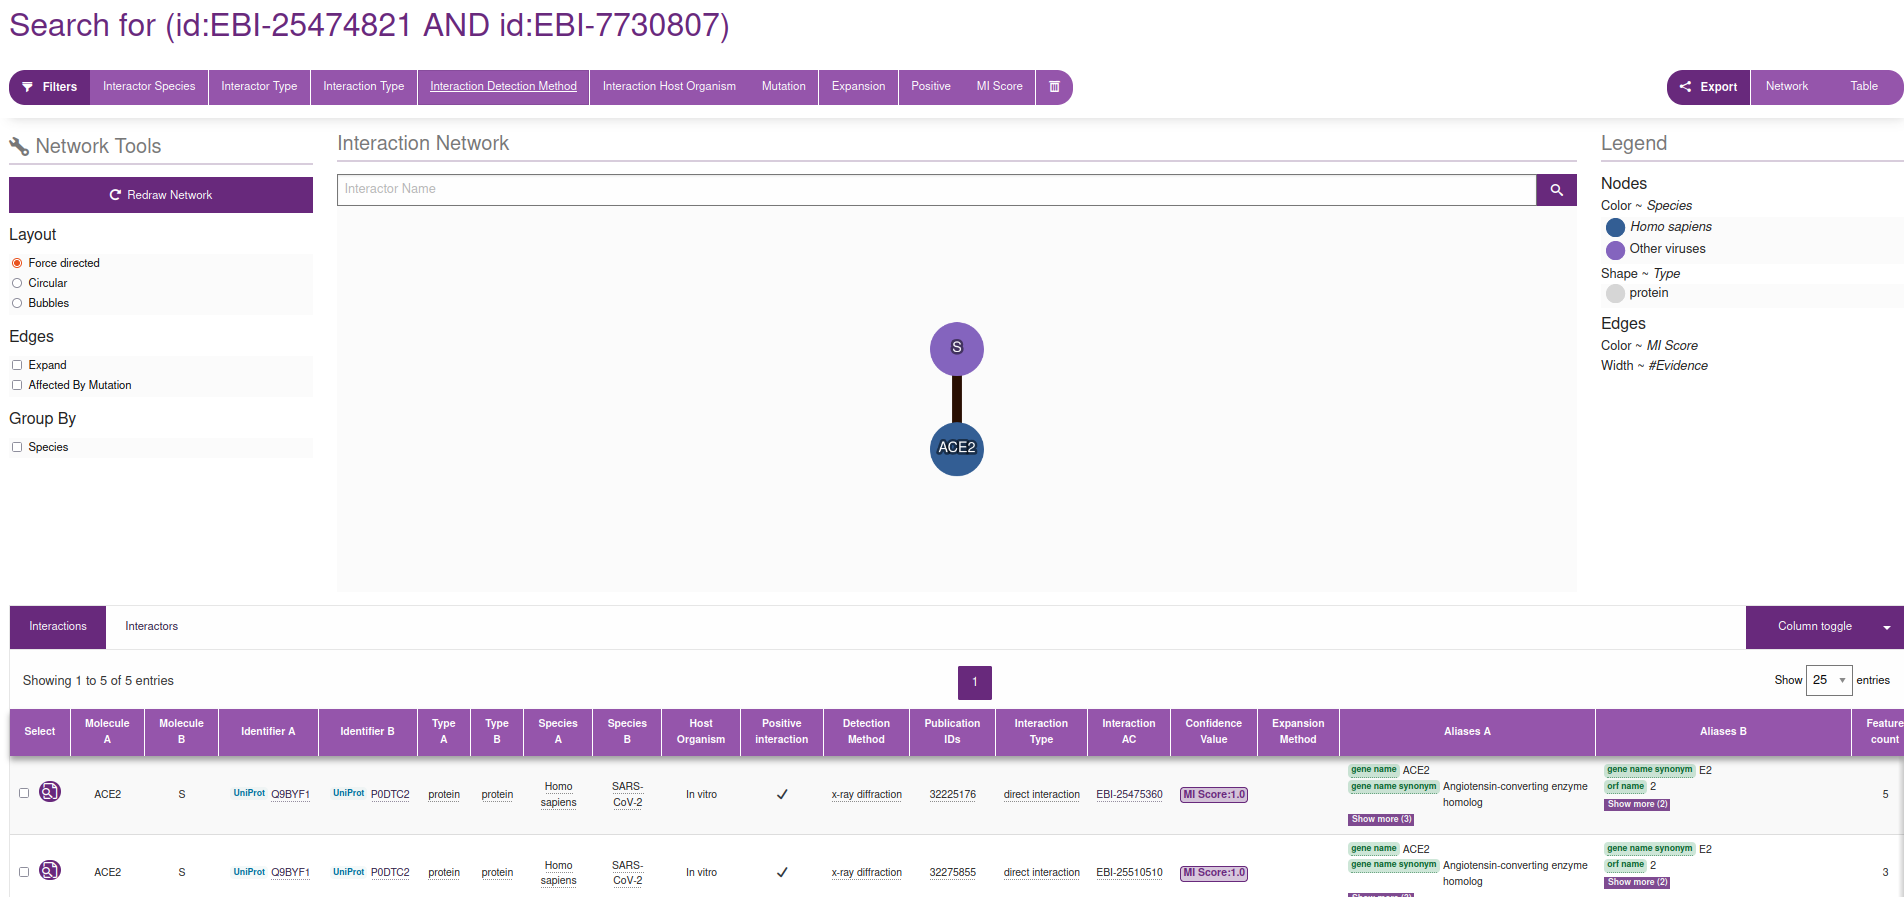 Search for (id:EBI-25474821 AND id:EBI-7730807)
Filters Interactor Species Interactor Type Interaction Type Interaction Detection Method Interaction Host Organism Mutation Expansion Positive MI Score Export Network Table
Network Tools
Redraw Network
Layout
Force directed
Circular
Bubbles
Edges
Expand
Affected By Mutation
Group By
Species
Interaction Network
Interactor Name
S
ACE2
Legend
Nodes
Color ~ Species
Homo sapiens
Other viruses
Shape ~ Type
protein
Edges
Color ~ MI Score
Width ~ #Evidence
Interactions Interactors Column toggle
Showing 1 to 5 of 5 entries 1 Show 25 entries
Select Molecule A Molecule B Identifier A Identifier B Type A Type B Species A Species B Host Organism Positive interaction Detection Method Publication IDs Interaction Type Interaction AC Confidence Value Expansion Method Aliases A Aliases B Feature count
ACE2 S UniProt Q9BYF1 UniProt P0DTC2 protein protein Homo sapiens SARS-CoV-2 In vitro x-ray diffraction 32225176 direct interaction EBI-25475360 MI Score:1.0 gene name ACE2 gene name synonym Angiotensin-converting enzyme homolog Show more (3) gene name synonym E2 orf name 2 Show more (2) 5
ACE2 S UniProt Q9BYF1 UniProt P0DTC2 protein protein Homo sapiens SARS-CoV-2 In vitro x-ray diffraction 32275855 direct interaction EBI-25510510 MI Score:1.0 gene name ACE2 gene name synonym Angiotensin-converting enzyme homolog gene name synonym E2 orf name 2 Show more (2) 3